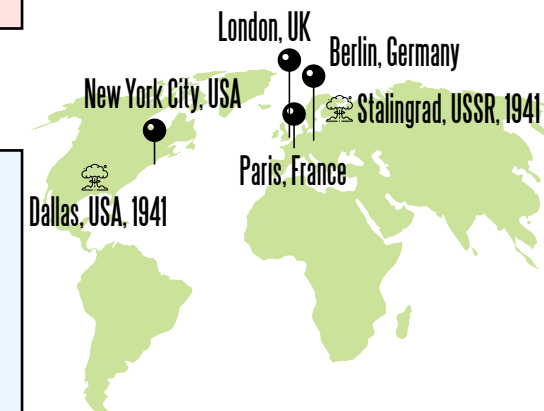 London, UK
Berlin, Germany
New York City, USA
Stalingrad, USSR, 1941
Paris, France
Dallas, USA, 1941